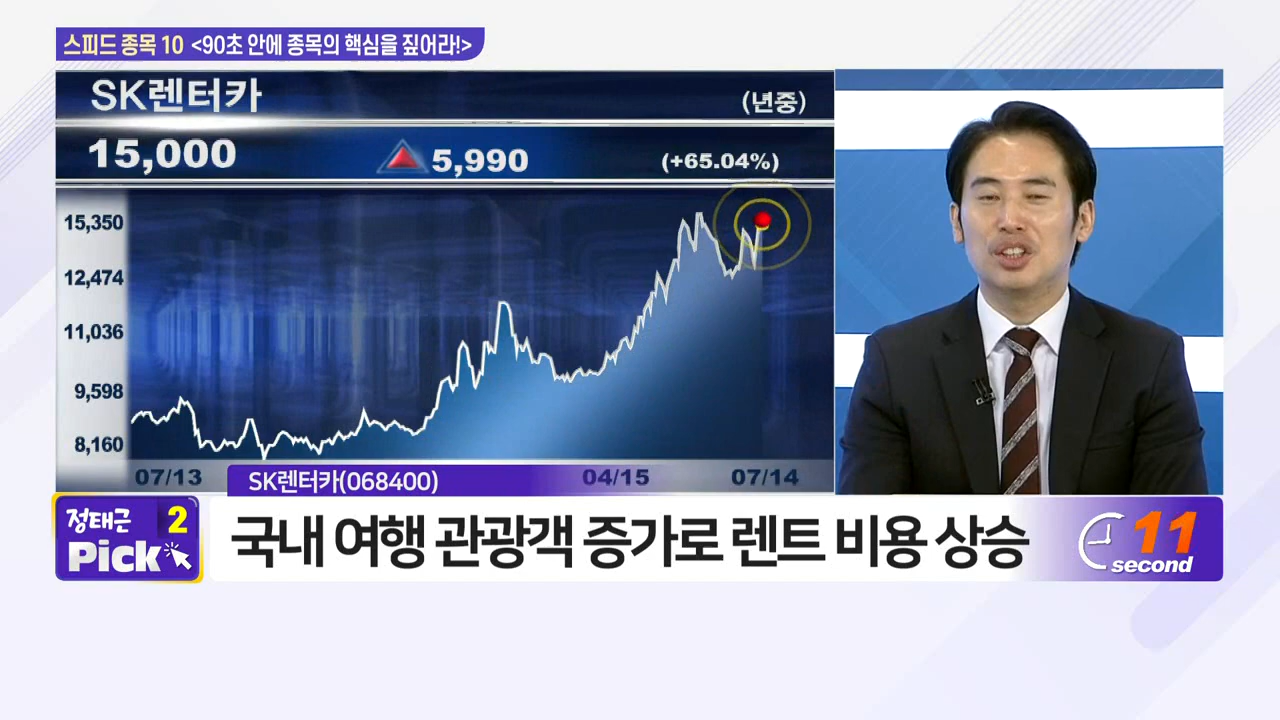 스피드 종목 10 <90초 안에 종목의 핵심을 짚어라!>
SK렌터카
(년중)
15,000 5,990 (+65.04%)
15,350
12,474
11,036
9,598
8,160
07/13 04/15 07/14
SK렌터카(068400)
정태근 2
Pick
국내 여행 관광객 증가로 렌트 비용 상승
11
second